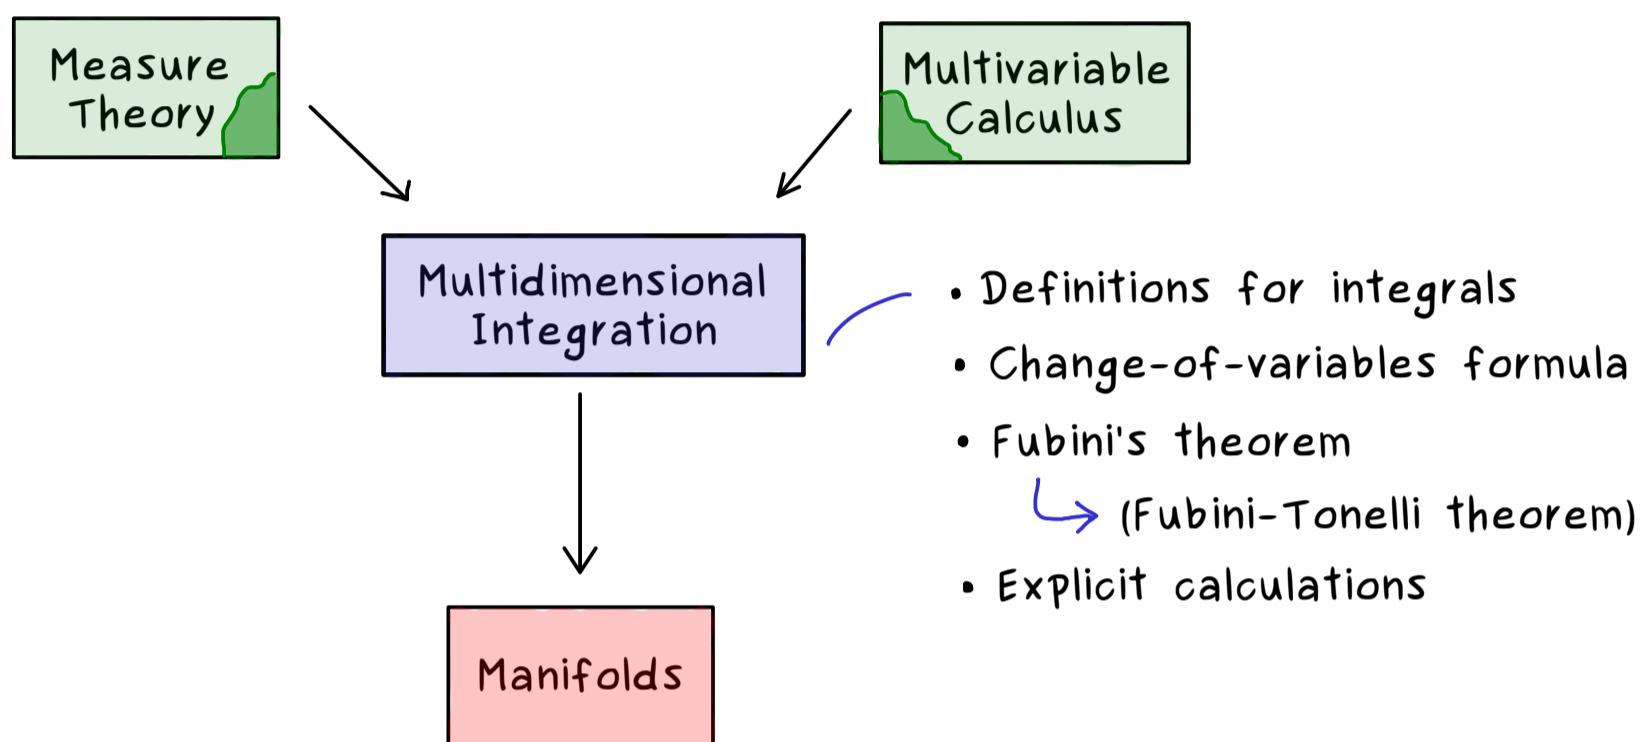 Measure
Theory
Multivariable
Calculus
Multidimensional
Integration
• Definitions for integrals
• Change-of-variables formula
• Fubini's theorem
(Fubini-Tonelli theorem)
• Explicit calculations
Manifolds